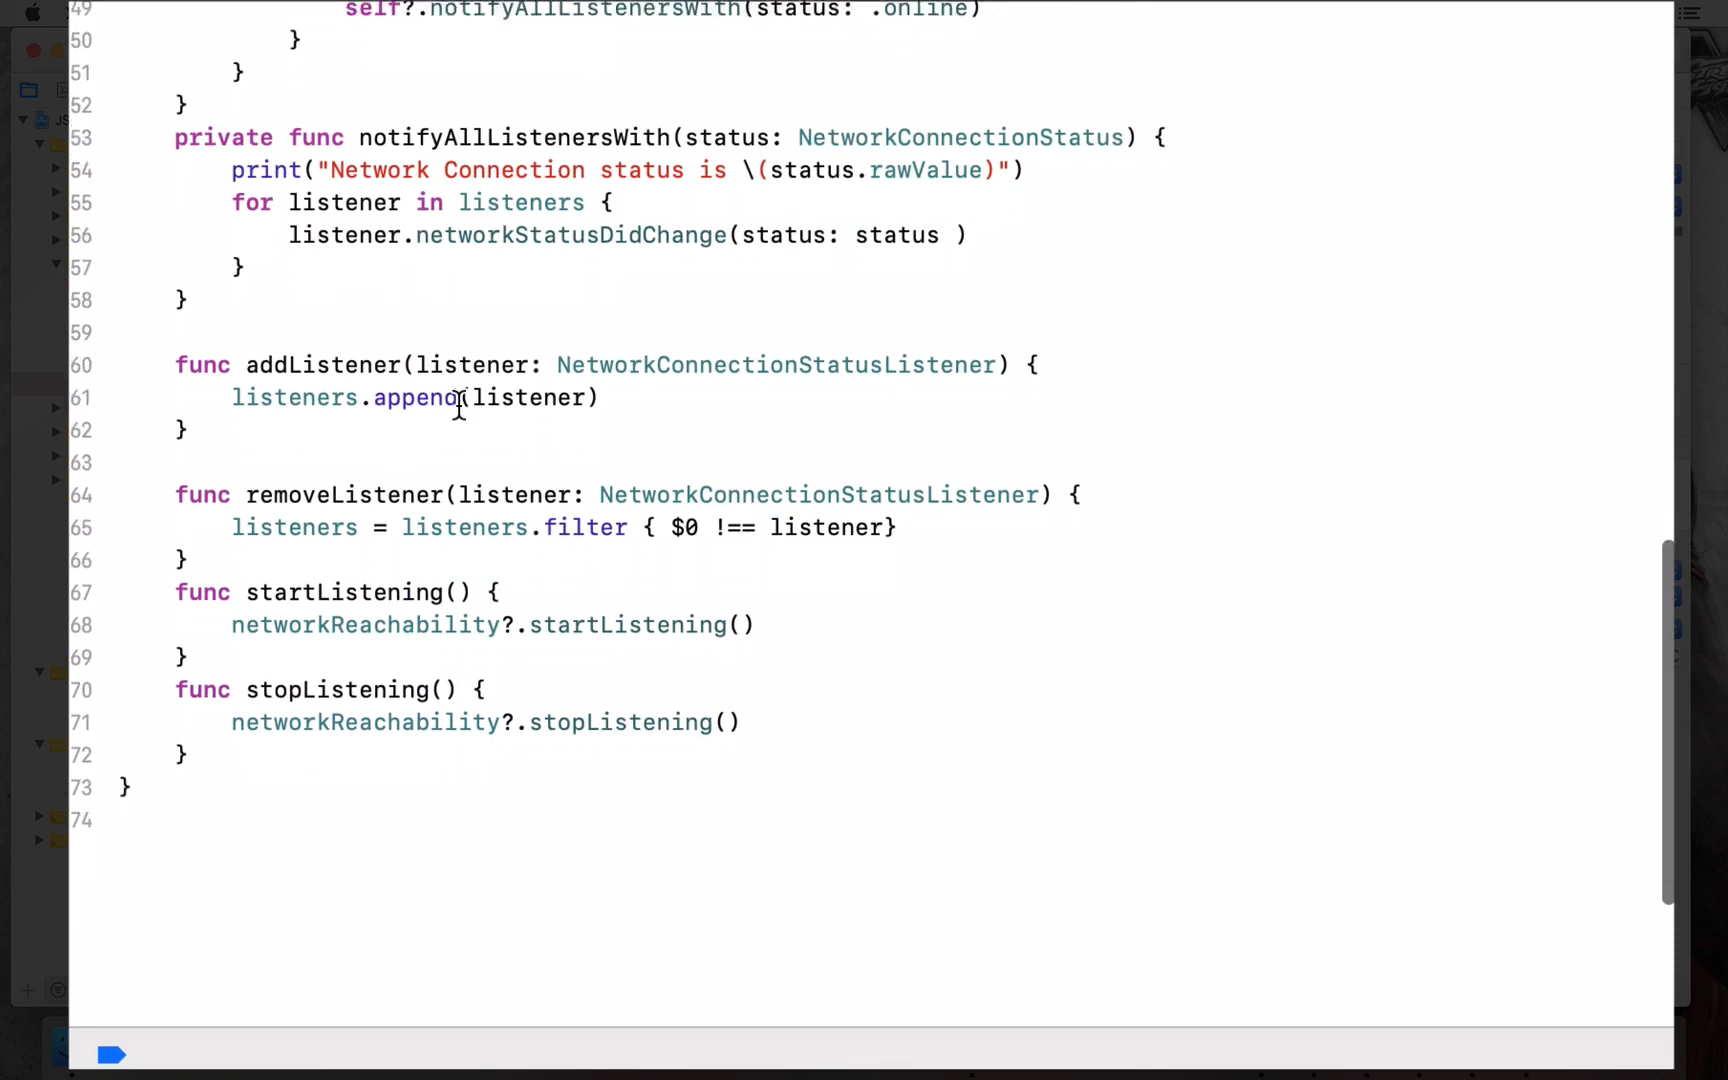 49 self?.notifyAllListenersWith(status: .online)
50 }
51 }
52 }
53 private func notifyAllListenersWith(status: NetworkConnectionStatus) {
54 print("Network Connection status is \(status.rawValue)")
55 for listener in listeners {
56 listener.networkStatusDidChange(status: status )
57 }
58 }
59
60 func addListener(listener: NetworkConnectionStatusListener) {
61 listeners.append(listener)
62 }
63
64 func removeListener(listener: NetworkConnectionStatusListener) {
65 listeners = listeners.filter { $0 !== listener}
66 }
67 func startListening() {
68 networkReachability?.startListening()
69 }
70 func stopListening() {
71 networkReachability?.stopListening()
72 }
73 }
74
JS